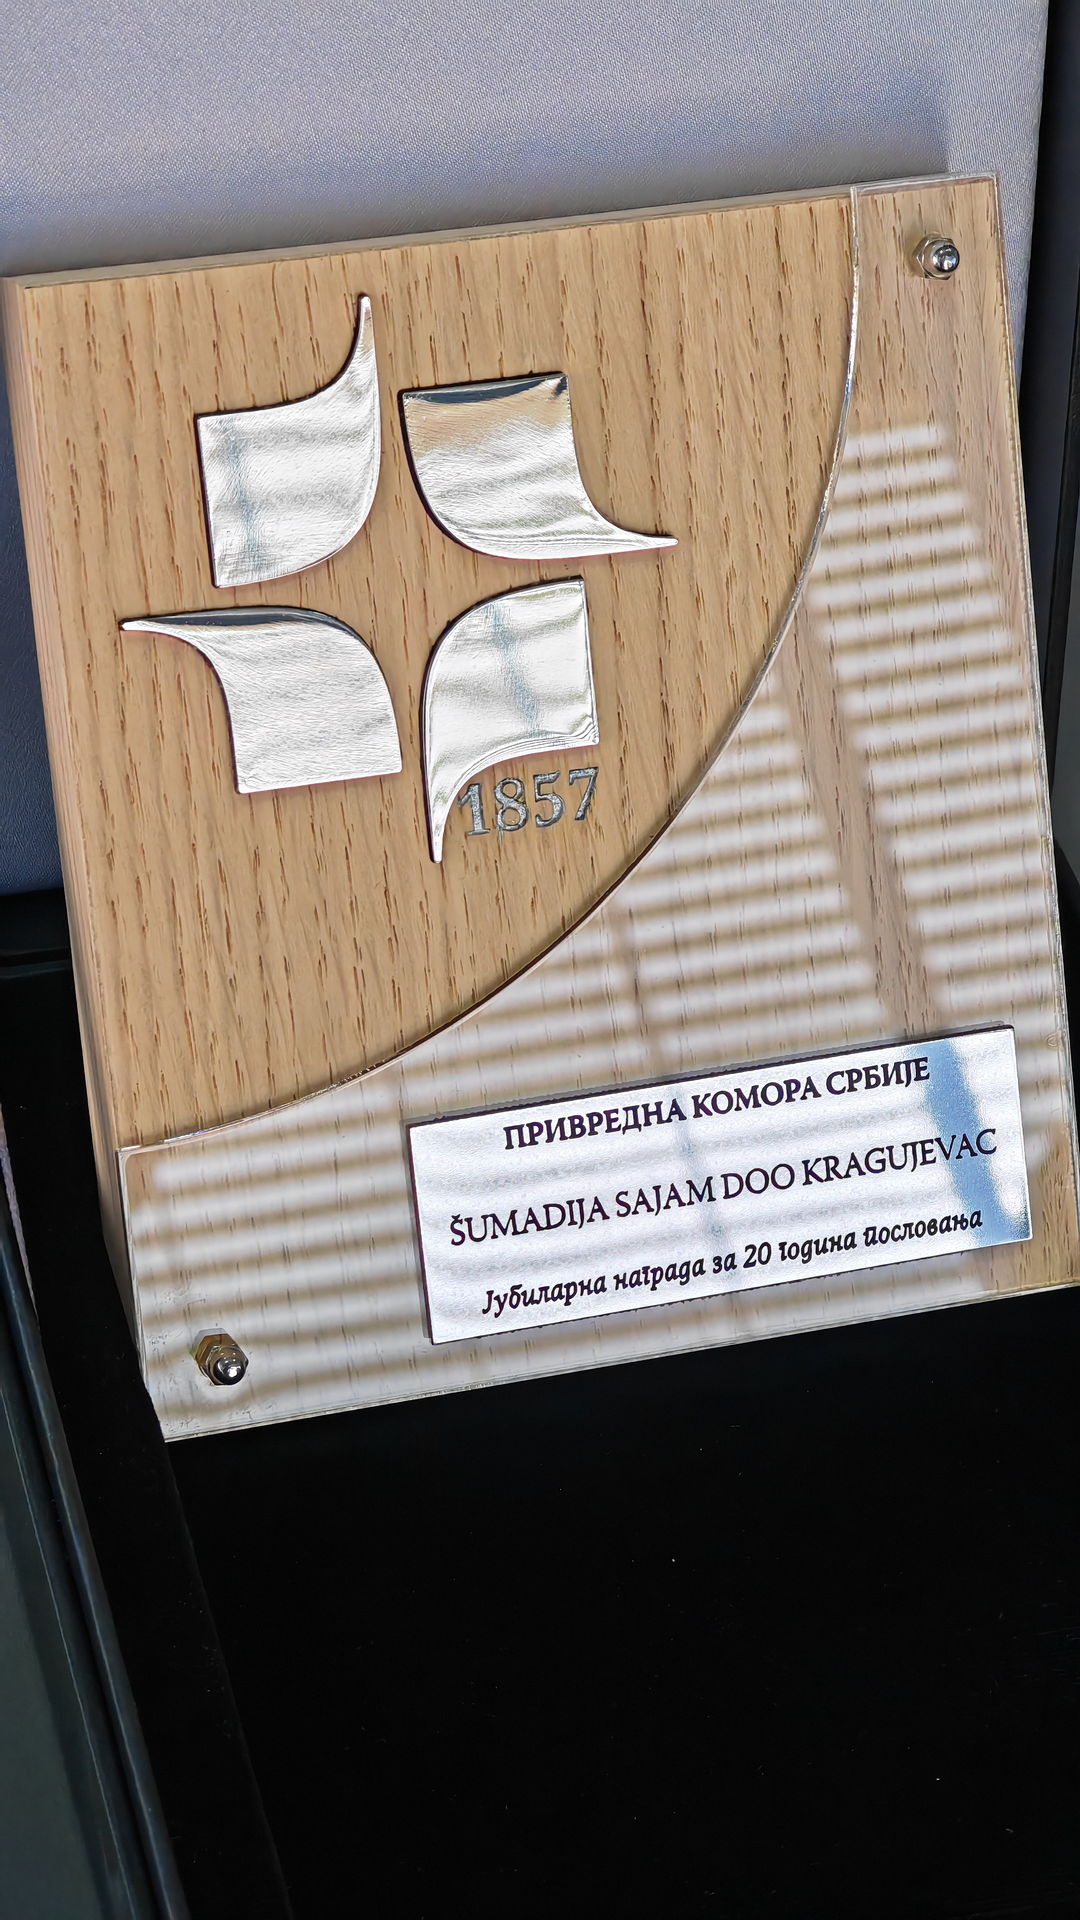 1857
ПРИВРЕДНА КОМОРА СРБИЈЕ
ŠUMADIJA SAJAM DOO KRAGUJEVAC
Јубиларна награда за 20 година пословања